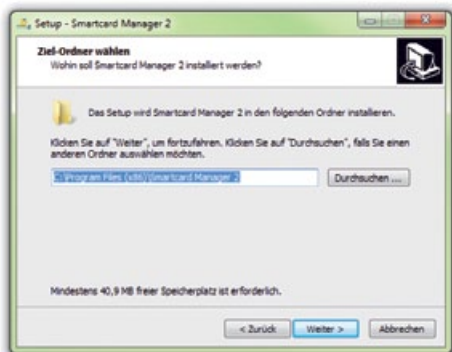 Setup - Smartcard Manager 2
Ziel-Ordner wählen
Wohin soll Smartcard Manager 2 installiert werden?
Das Setup wird Smartcard Manager 2 in den folgenden Ordner installieren.
Klicken Sie auf "Weiter", um fortzufahren. Klicken Sie auf "Durchsuchen", falls Sie einen
anderen Ordner auswählen möchten.
C:\Program Files (x86)\Smartcard Manager 2
Durchsuchen ...
Mindestens 40,9 MB freier Speicherplatz ist erforderlich.
< Zurück
Weiter >
Abbrechen